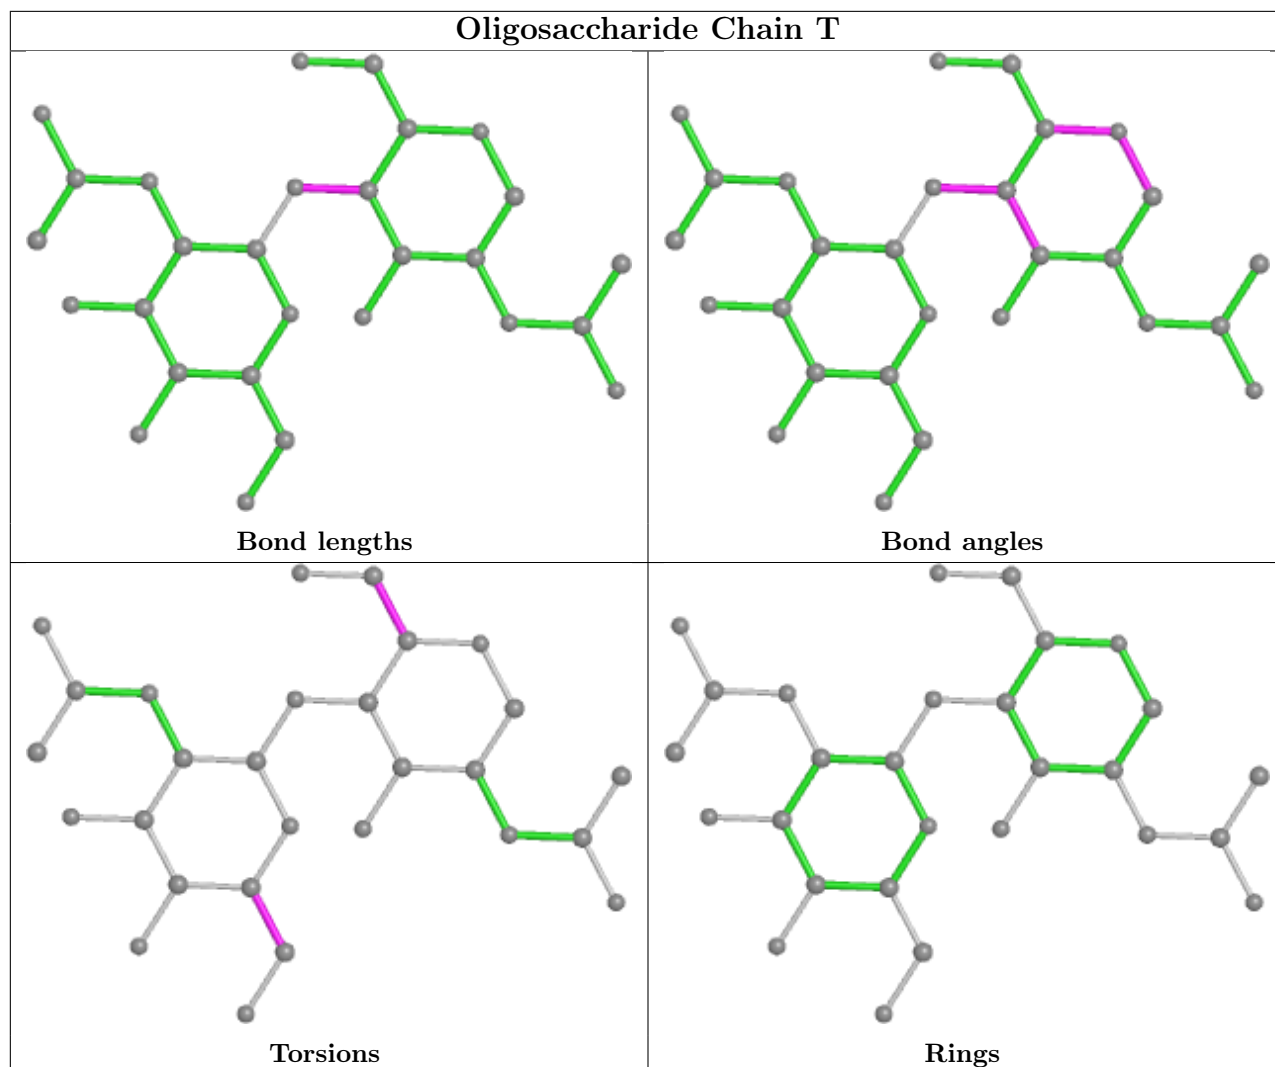 Oligosaccharide Chain T
Bond lengths
Bond angles
Torsions
Rings